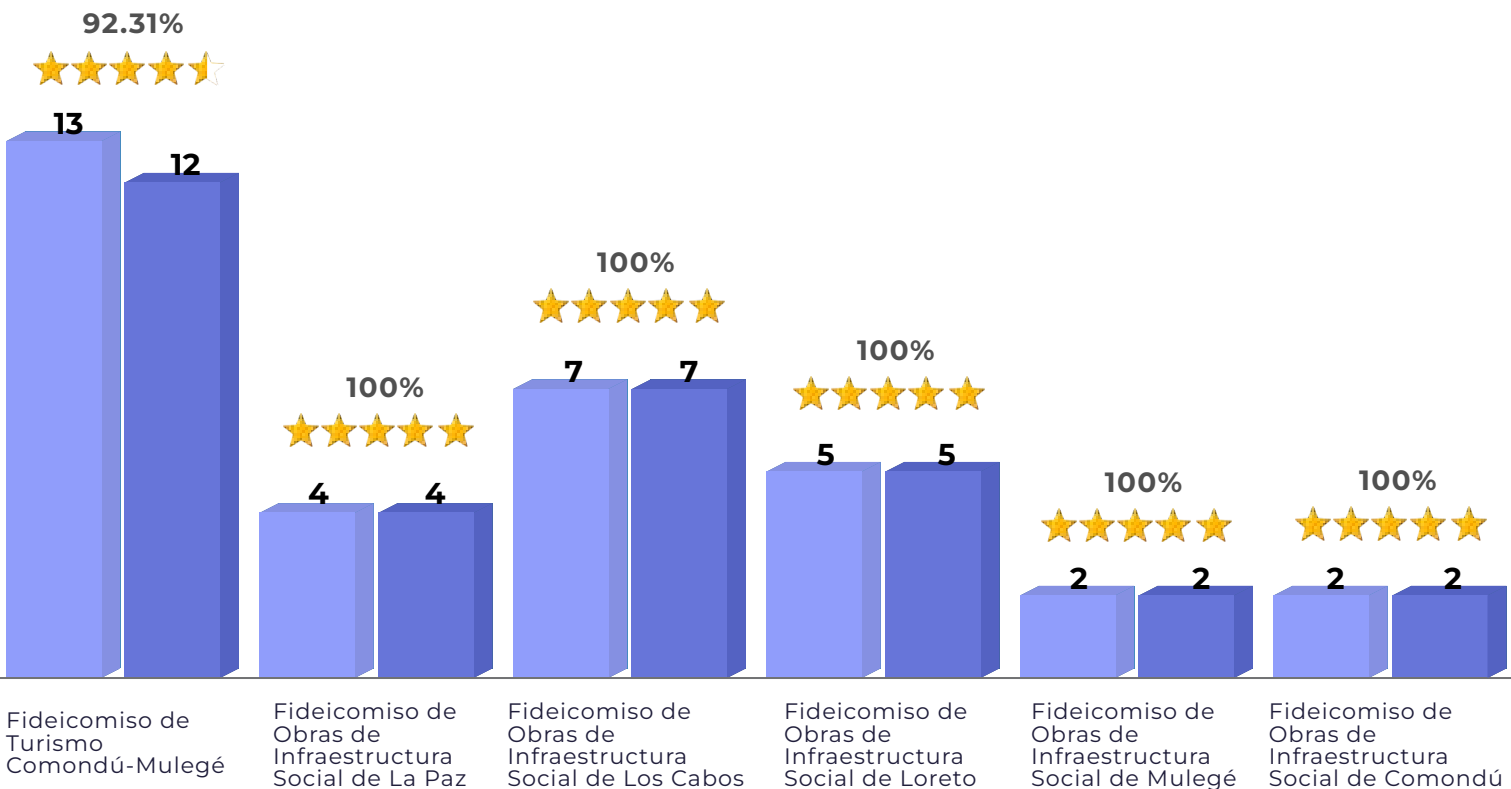 92.31%
13
12
100%
4
4
100%
7
7
100%
5
5
100%
2
2
100%
2
2
Fideicomiso de
Turismo
Comondú-Mulegé
Fideicomiso de
Obras de
Infraestructura
Social de La Paz
Fideicomiso de
Obras de
Infraestructura
Social de Los Cabos
Fideicomiso de
Obras de
Infraestructura
Social de Loreto
Fideicomiso de
Obras de
Infraestructura
Social de Mulegé
Fideicomiso de
Obras de
Infraestructura
Social de Comondú